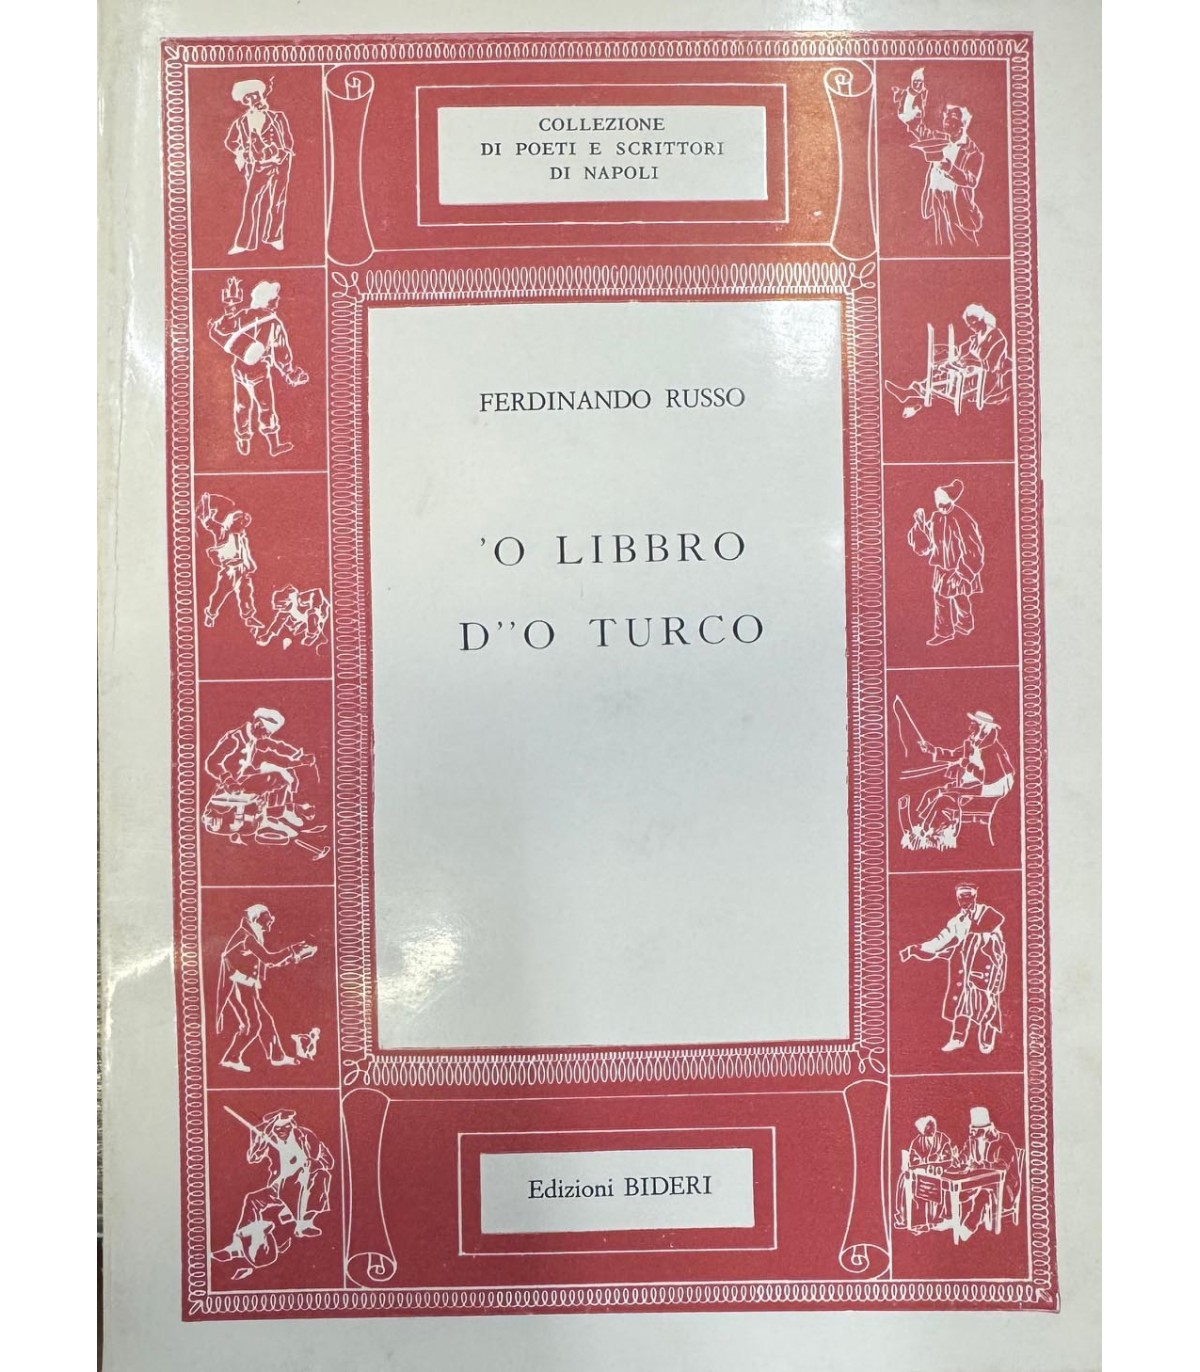 COLLEZIONE
DI POETI E SCRITTORI
DI NAPOLI
FERDINANDO RUSSO
'O LIBBRO
D''O TURCO
Edizioni BIDERI